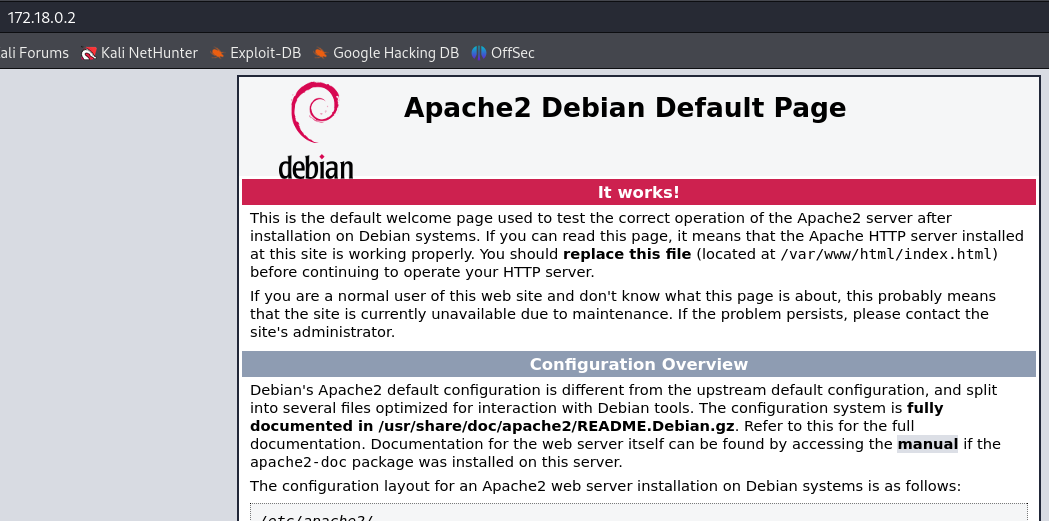 172.18.0.2
ali Forums Kali NetHunter Exploit-DB Google Hacking DB OffSec
Apache2 Debian Default Page
debian
It works!
This is the default welcome page used to test the correct operation of the Apache2 server after
installation on Debian systems. If you can read this page, it means that the Apache HTTP server installed
at this site is working properly. You should replace this file (located at /var/www/html/index.html)
before continuing to operate your HTTP server.
If you are a normal user of this web site and don't know what this page is about, this probably means
that the site is currently unavailable due to maintenance. If the problem persists, please contact the
site's administrator.
Configuration Overview
Debian's Apache2 default configuration is different from the upstream default configuration, and split
into several files optimized for interaction with Debian tools. The configuration system is fully
documented in /usr/share/doc/apache2/README.Debian.gz. Refer to this for the full
documentation. Documentation for the web server itself can be found by accessing the manual if the
apache2-doc package was installed on this server.
The configuration layout for an Apache2 web server installation on Debian systems is as follows:
/etc/apache2/